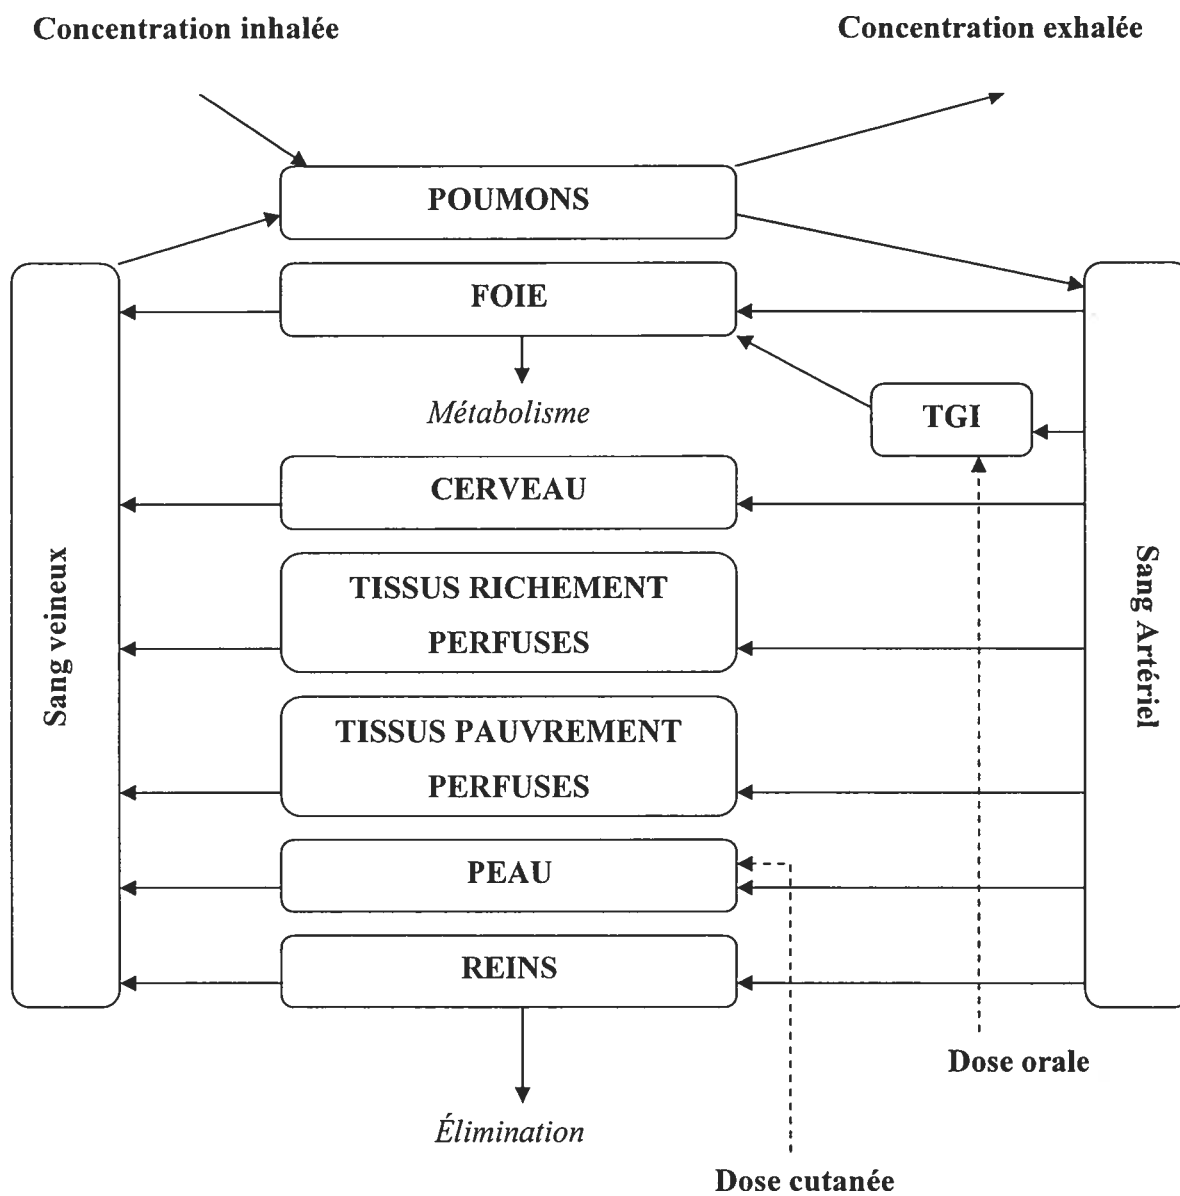 Concentration inhalée
Concentration exhalée
POUMONS
FOIE
Métabolisme
TGI
CERVEAU
TISSUS RICHEMENT
PERFUSES
TISSUS PAUVREMENT
PERFUSES
PEAU
REINS
Sang veineux
Sang Artériel
Dose orale
Élimination
Dose cutanée